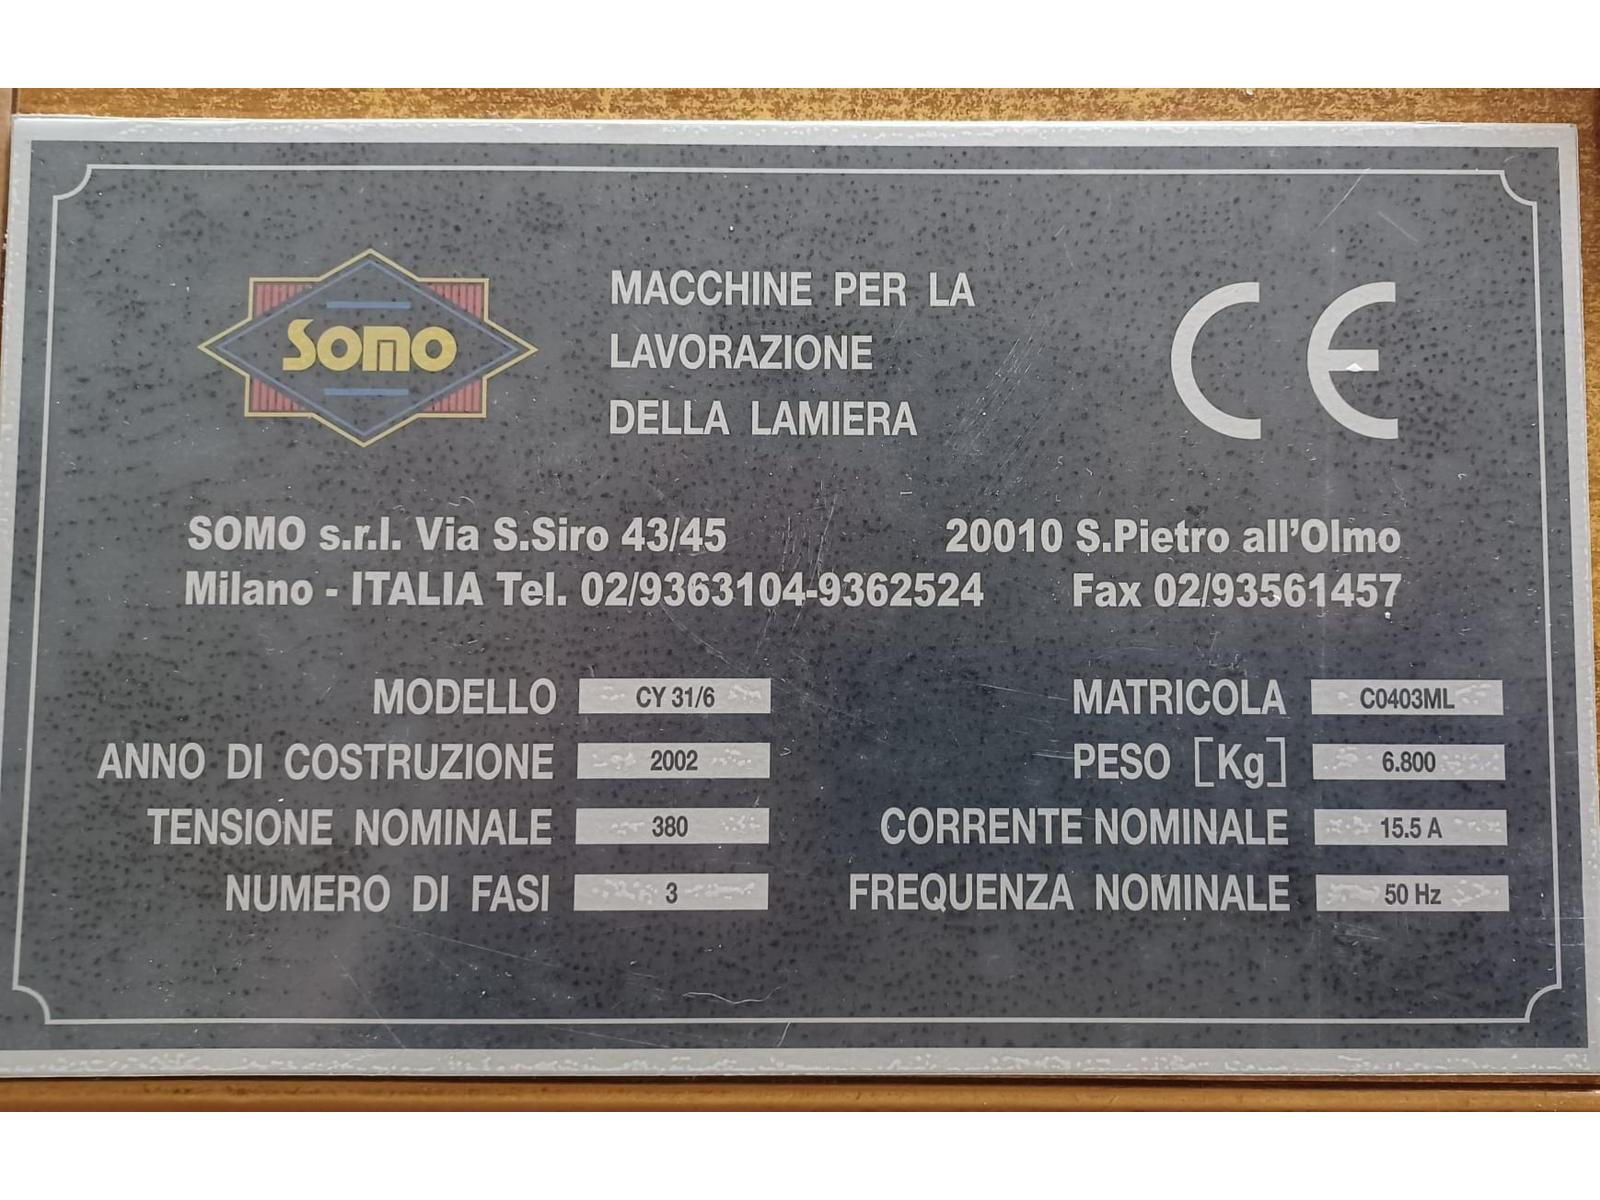 SOMO
MACCHINE PER LA
LAVORAZIONE
DELLA LAMIERA
CE
SOMO s.r.l. Via S.Siro 43/45 20010 S.Pietro all'Olmo
Milano - ITALIA Tel. 02/9363104-9362524 Fax 02/93561457
MODELLO CY 31/6 MATRICOLA C0403ML
ANNO DI COSTRUZIONE 2002 PESO [Kg] 6.800
TENSIONE NOMINALE 380 CORRENTE NOMINALE 15.5 A
NUMERO DI FASI 3 FREQUENZA NOMINALE 50 Hz